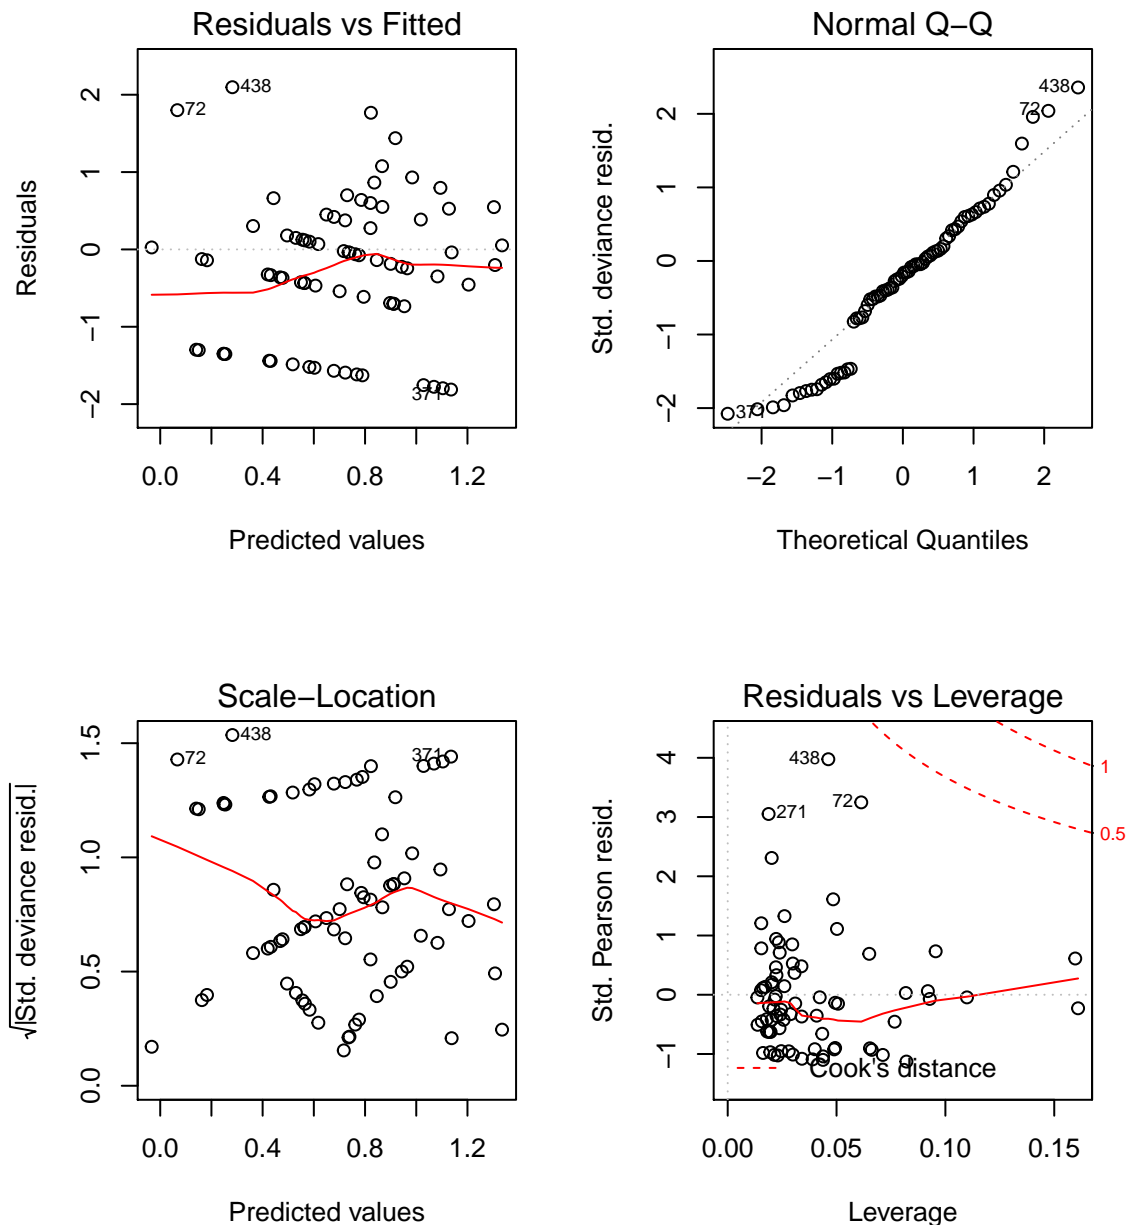 Residuals vs Fitted
Residuals
2
1
0
−1
−2
438
72
371
0.0 0.4 0.8 1.2
Predicted values
Normal Q−Q
Std. deviance resid.
2
1
0
−1
−2
438
72
371
−2 −1 0 1 2
Theoretical Quantiles
Scale−Location
√|Std. deviance resid.|
1.5
1.0
0.5
0.0
438
72
371
0.0 0.4 0.8 1.2
Predicted values
Residuals vs Leverage
Std. Pearson resid.
4
3
2
1
0
−1
438
72
271
1
0.5
Cook's distance
0.00 0.05 0.10 0.15
Leverage